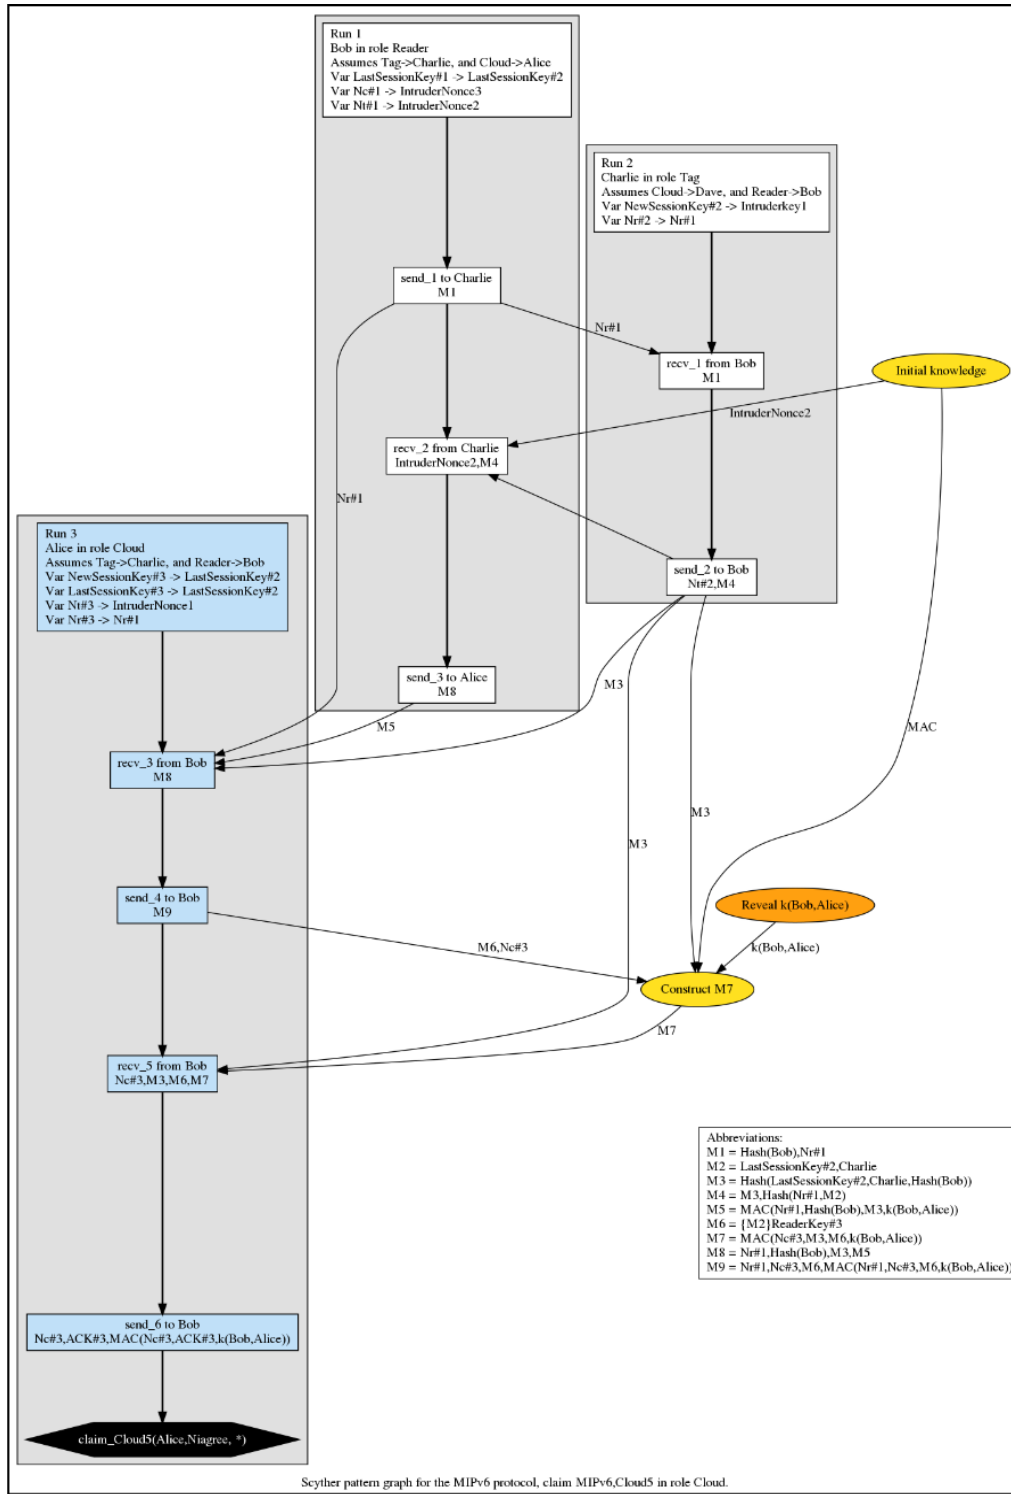 Run 1
Bob in role Reader
Assumes Tag->Charlie, and Cloud->Alice
Var LastSessionKey#1 -> LastSessionKey#2
Var Nc#1 -> IntruderNonce3
Var Nt#1 -> IntruderNonce2
Run 2
Charlie in role Tag
Assumes Cloud->Dave, and Reader->Bob
Var NewSessionKey#2 -> Intruderkey1
Var Nr#2 -> Nr#1
send_1 to Charlie
M1
Nr#1
recv_1 from Bob
M1
Initial knowledge
IntruderNonce2
recv_2 from Charlie
IntruderNonce2,M4
Nr#1
Run 3
Alice in role Cloud
Assumes Tag->Charlie, and Reader->Bob
Var NewSessionKey#3 -> LastSessionKey#2
Var LastSessionKey#3 -> LastSessionKey#2
Var Nt#3 -> IntruderNonce1
Var Nr#3 -> Nr#1
send_2 to Bob
Nt#2,M4
send_3 to Alice
M8
M3
M5
MAC
recv_3 from Bob
M8
M3
M3
send_4 to Bob
M9
Reveal k(Bob,Alice)
M6,Nc#3
k(Bob,Alice)
Construct M7
M7
recv_5 from Bob
Nc#3,M3,M6,M7
Abbreviations:
M1 = Hash(Bob),Nr#1
M2 = LastSessionKey#2,Charlie
M3 = Hash(LastSessionKey#2,Charlie,Hash(Bob))
M4 = M3,Hash(Nr#1,M2)
M5 = MAC(Nr#1,Hash(Bob),M3,k(Bob,Alice))
M6 = {M2}ReaderKey#3
M7 = MAC(Nc#3,M3,M6,k(Bob,Alice))
M8 = Nr#1,Hash(Bob),M3,M5
M9 = Nr#1,Nc#3,M6,MAC(Nr#1,Nc#3,M6,k(Bob,Alice))
send_6 to Bob
Nc#3,ACK#3,MAC(Nc#3,ACK#3,k(Bob,Alice))
claim_Cloud5(Alice,Niagree, *)
Scyther pattern graph for the MIPv6 protocol, claim MIPv6,Cloud5 in role Cloud.